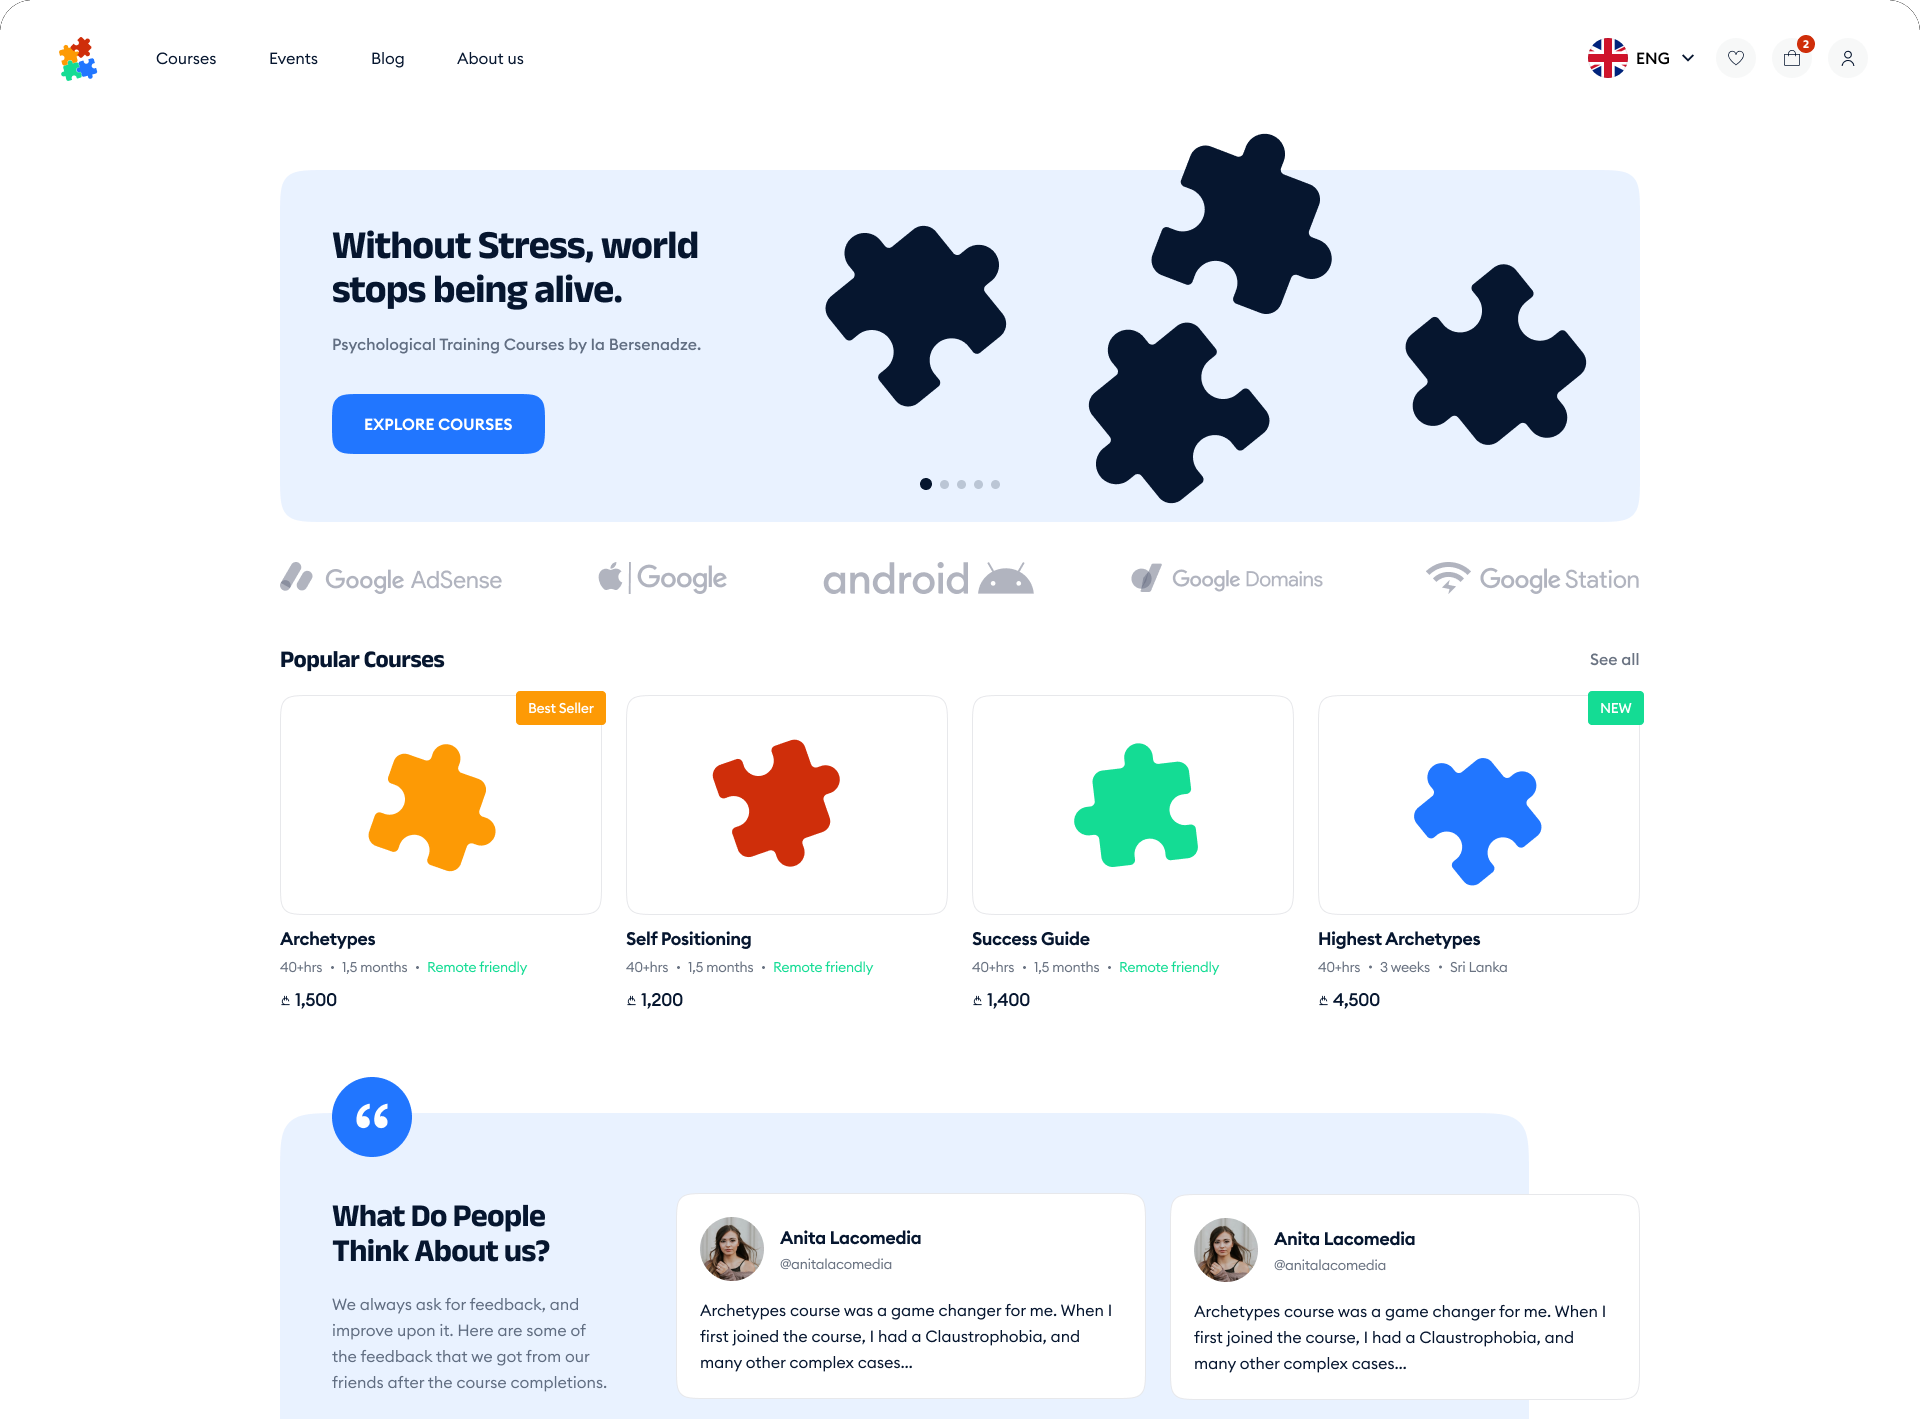 Courses
Events
Blog
About us
ENG
2
Without Stress, world
stops being alive.
Psychological Training Courses by Ia Bersenadze.
EXPLORE COURSES
Google AdSense
Google
android
Google Domains
Google Station
Popular Courses
See all
Best Seller
NEW
Archetypes
40+hrs • 1,5 months • Remote friendly
₾ 1,500
Self Positioning
40+hrs • 1,5 months • Remote friendly
₾ 1,200
Success Guide
40+hrs • 1,5 months • Remote friendly
₾ 1,400
Highest Archetypes
40+hrs • 3 weeks • Sri Lanka
₾ 4,500
“
What Do People
Think About us?
We always ask for feedback, and
improve upon it. Here are some of
the feedback that we got from our
friends after the course completions.
Anita Lacomedia
@anitalacomedia
Archetypes course was a game changer for me. When I
first joined the course, I had a Claustrophobia, and
many other complex cases...
Anita Lacomedia
@anitalacomedia
Archetypes course was a game changer for me. When I
first joined the course, I had a Claustrophobia, and
many other complex cases...